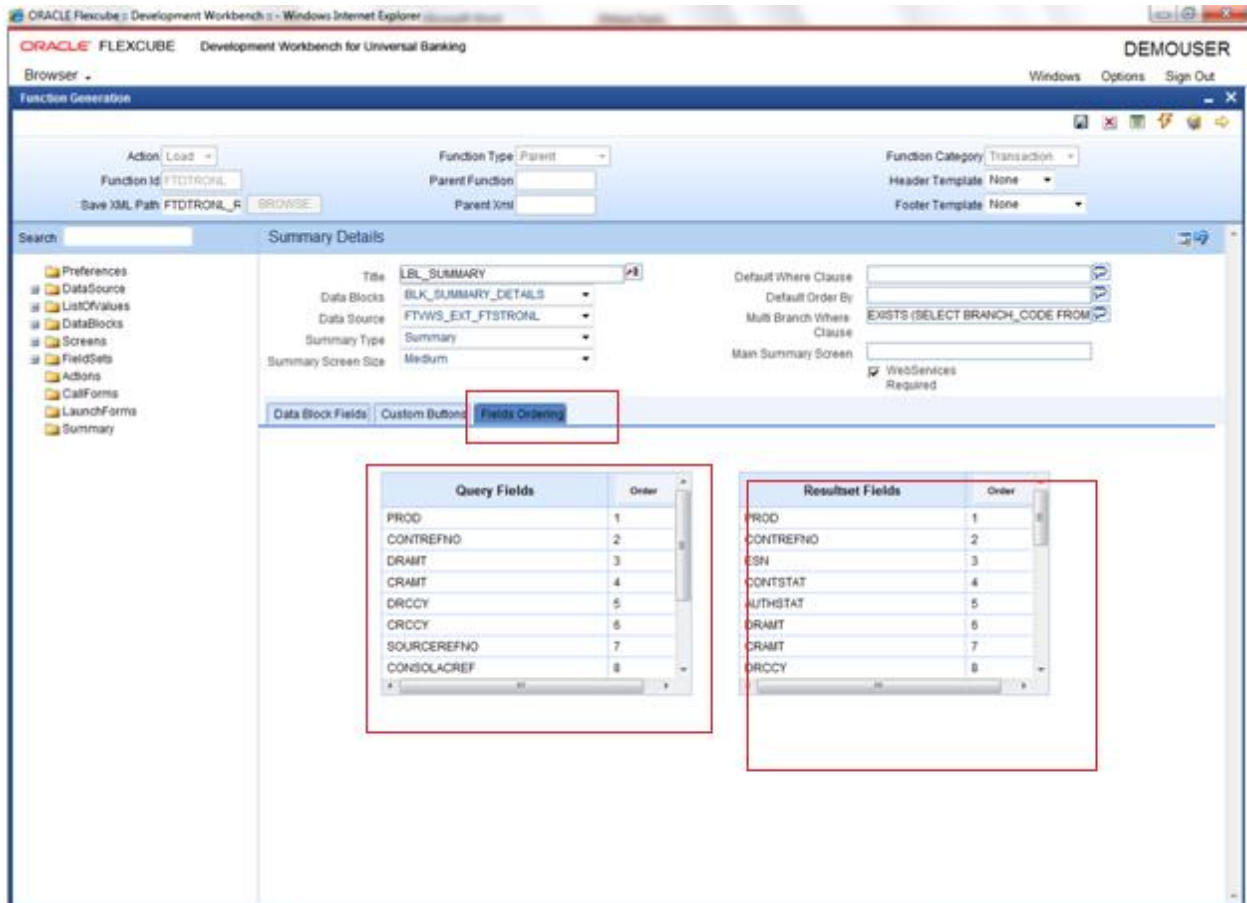 ORACLE Flexcube :: Development Workbench :: - Windows Internet Explorer
ORACLE FLEXCUBE Development Workbench for Universal Banking DEMOUSER
Browser Windows Options Sign Out
Function Generation
Action Load Function Type Parent Function Category Transaction
Function Id FTDTRONL Parent Function Header Template None
Save XML Path FTDTRONL_R BROWSE Parent Xml Footer Template None
Search Summary Details
Preferences
DataSource
ListOfValues
DataBlocks
Screens
FieldSets
Actions
CallForms
LaunchForms
Summary
Title LBL_SUMMARY Default Where Clause
Data Blocks BLK_SUMMARY_DETAILS Default Order By
Data Source FTVWS_EXT_FTSTRONL Multi Branch Where Clause EXISTS (SELECT BRANCH_CODE FROM
Summary Type Summary
Summary Screen Size Medium Main Summary Screen
WebServices Required
Data Block Fields Custom Buttons Fields Ordering
Query Fields Order
PROD 1
CONTREFNO 2
DRAMT 3
CRAMT 4
DRCCY 5
CRCCY 6
SOURCEREFNO 7
CONSOLACREF 8
Resultset Fields Order
PROD 1
CONTREFNO 2
ESN 3
CONTSTAT 4
AUTHSTAT 5
DRAMT 6
CRAMT 7
DRCCY 8